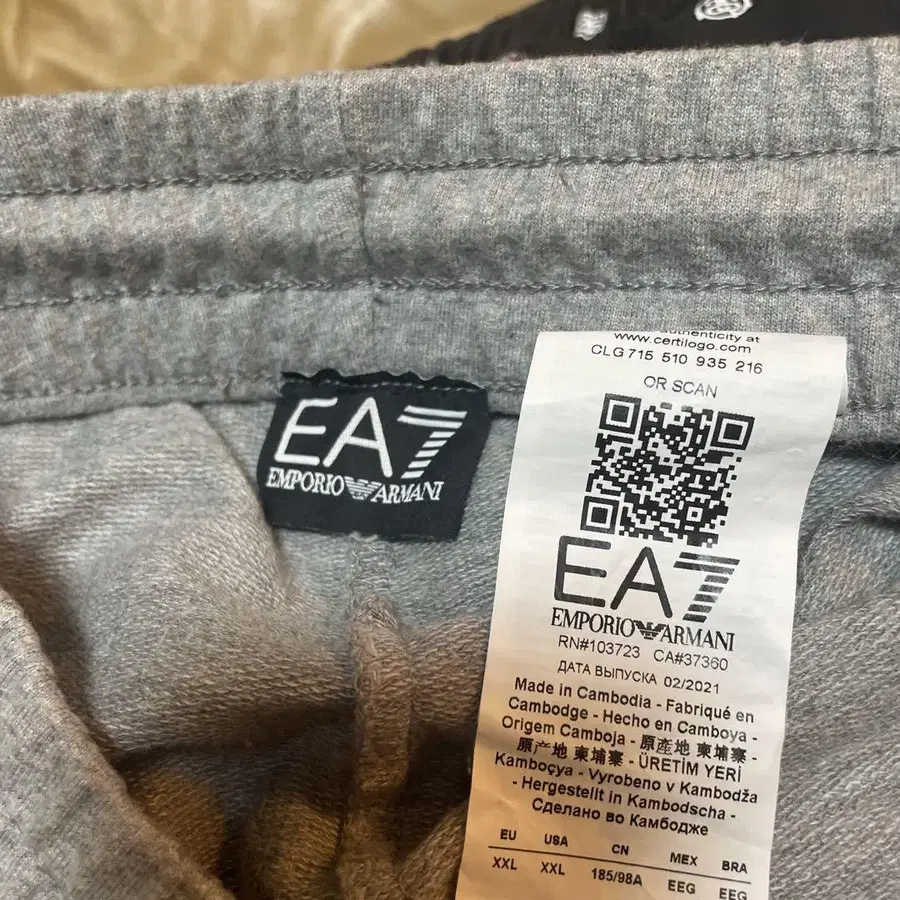 EA7
EMPORIO ARMANI
authenticity at
www.certilogo.com
CLG 715 510 935 216
OR SCAN
EA7
EMPORIO ARMANI
RN#103723 CA#37360
ДАТА ВЫПУСКА 02/2021
Made in Cambodia - Fabriqué en
Cambodge - Hecho en Camboya -
Origem Camboja - 原産地 柬埔寨 -
原产地 柬埔寨 - ÜRETİM YERİ
Kamboçya - Vyrobeno v Kambodža
- Hergestellt in Kambodscha -
Сделано во Камбодже
EU USA CN MEX BRA
XXL XXL 185/98A EEG EEG